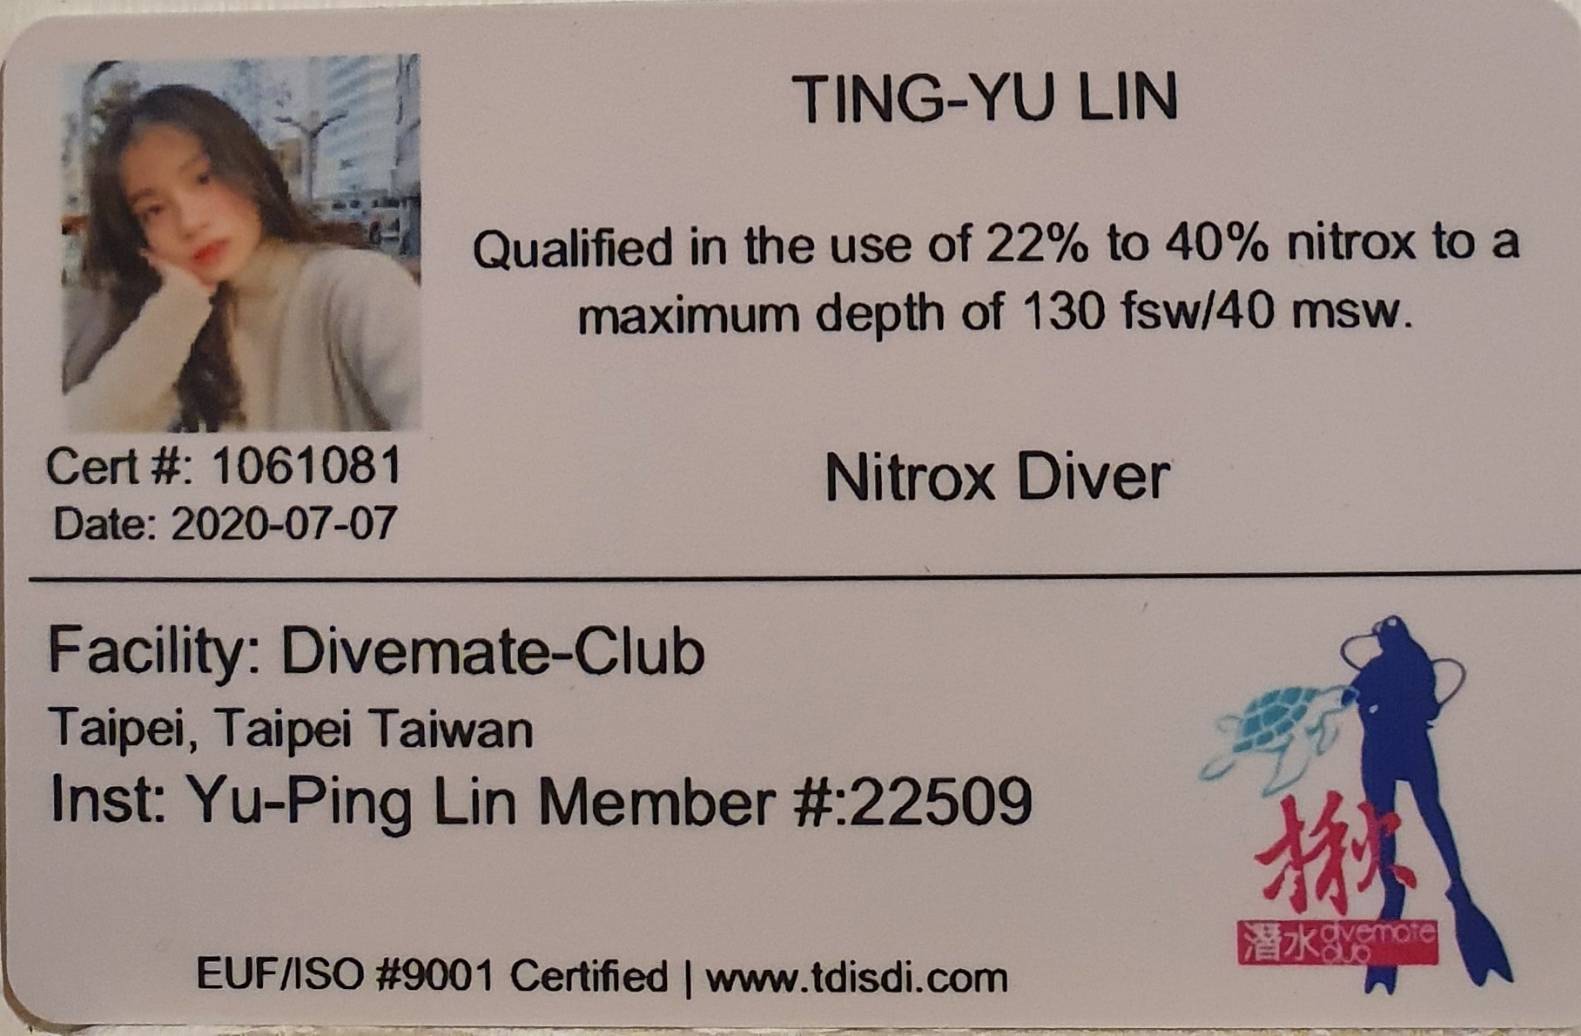 TING-YU LIN
Qualified in the use of 22% to 40% nitrox to a
maximum depth of 130 fsw/40 msw.
Cert #: 1061081
Date: 2020-07-07
Nitrox Diver
Facility: Divemate-Club
Taipei, Taipei Taiwan
Inst: Yu-Ping Lin Member #:22509
揪
潛水 divemate
EUF/ISO #9001 Certified | www.tdisdi.com